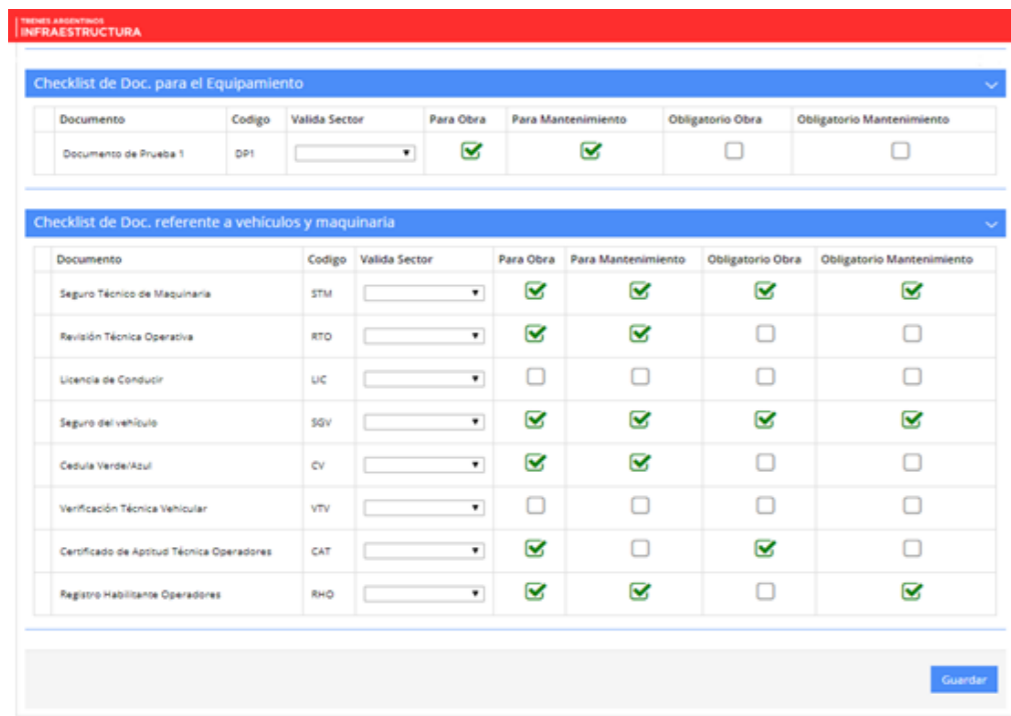 TRENES ARGENTINOS
INFRAESTRUCTURA
Checklist de Doc. para el Equipamiento
Documento Codigo Valida Sector Para Obra Para Mantenimiento Obligatorio Obra Obligatorio Mantenimiento
Documento de Prueba 1 DP1
Checklist de Doc. referente a vehículos y maquinaria
Documento Codigo Valida Sector Para Obra Para Mantenimiento Obligatorio Obra Obligatorio Mantenimiento
Seguro Técnico de Maquinaria STM
Revisión Técnica Operativa RTO
Licencia de Conducir LIC
Seguro del vehículo SGV
Cedula Verde/Azul CV
Verificación Técnica Vehicular VTV
Certificado de Aptitud Técnica Operadores CAT
Registro Habilitante Operadores RHO
Guardar